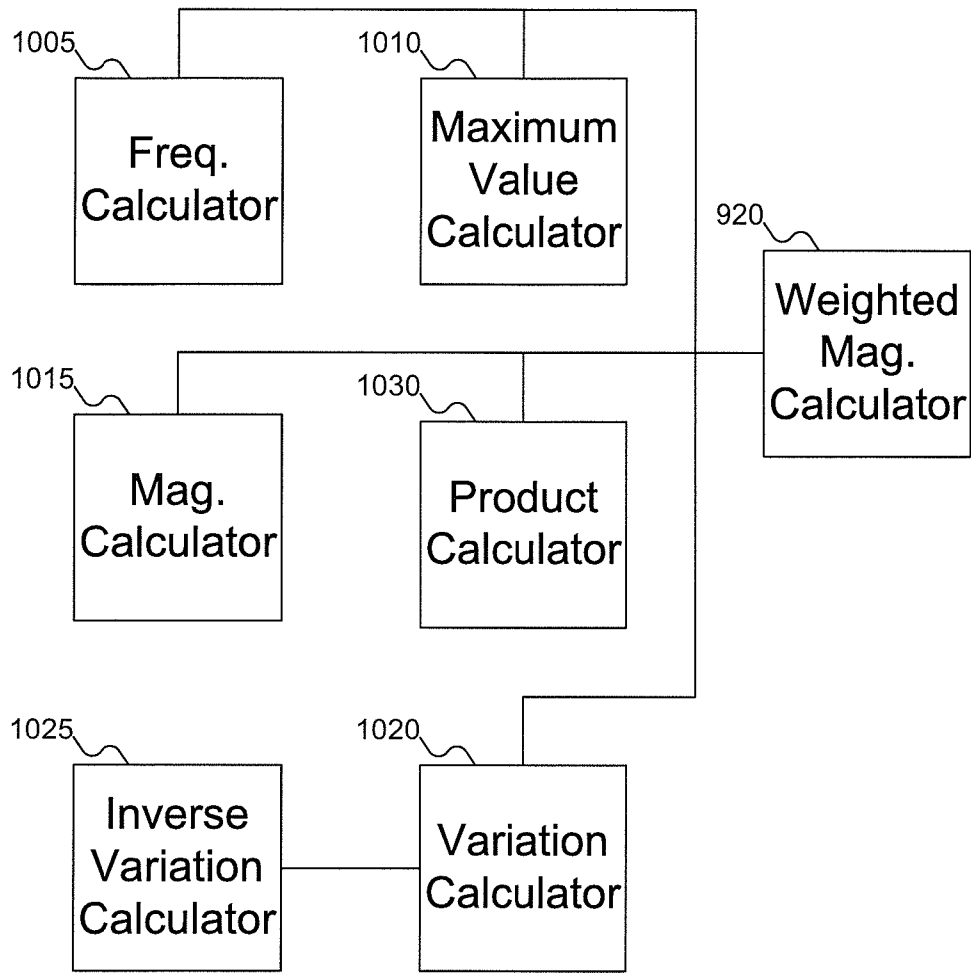 1005
Freq.
Calculator
1010
Maximum
Value
Calculator
920
Weighted
Mag.
Calculator
1015
Mag.
Calculator
1030
Product
Calculator
1025
Inverse
Variation
Calculator
1020
Variation
Calculator